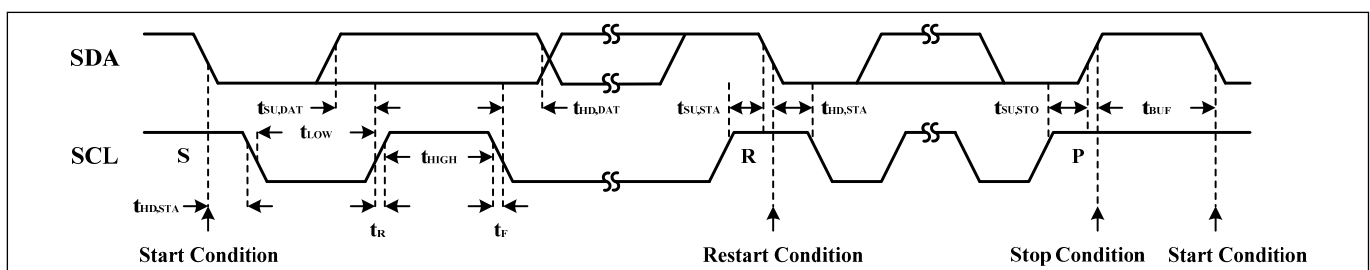 SDA
tSU,DAT tHD,DAT tSU,STA tHD,STA tSU,STO tBUF
tLOW
SCL S tHIGH R P
tHD,STA
tR tF
Start Condition Restart Condition Stop Condition Start Condition